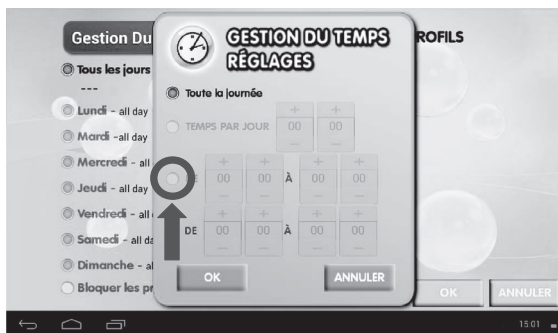 Gestion Du
ROFILS
Tous les jours
---
Lundi - all day
Mardi -all day
Mercredi - all
Jeudi - all day
Vendredi - all
Samedi - all da
Dimanche - al
Bloquer les pr
OK ANNULER
GESTION DU TEMPS
RÉGLAGES
Toute la journée
+ +
TEMPS PAR JOUR 00 00
- -
+ + + +
00 00 À 00 00
- - - -
+ + + +
DE 00 00 À 00 00
- - - -
OK ANNULER
15:01